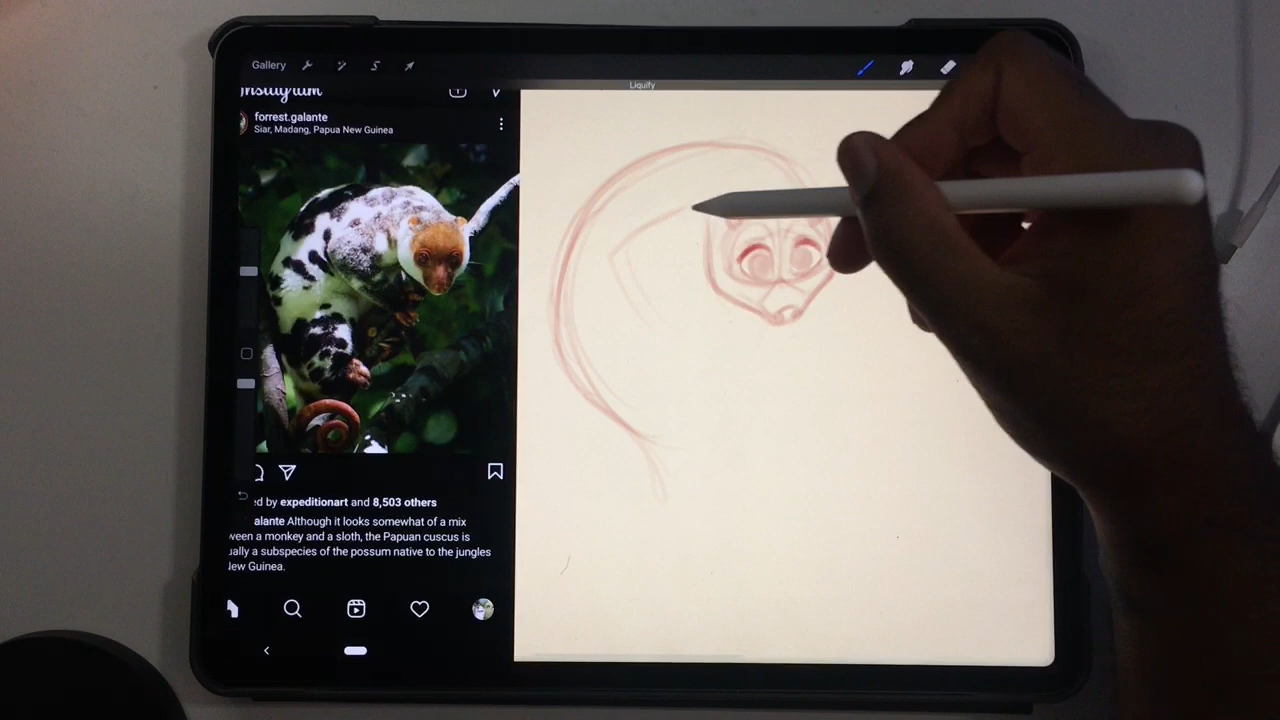 Gallery
Liquify
Instagram
forrest.galante
Siar, Madang, Papua New Guinea
ed by expeditionart and 8,503 others
alante Although it looks somewhat of a mix
ween a monkey and a sloth, the Papuan cuscus is
ually a subspecies of the possum native to the jungles
New Guinea.